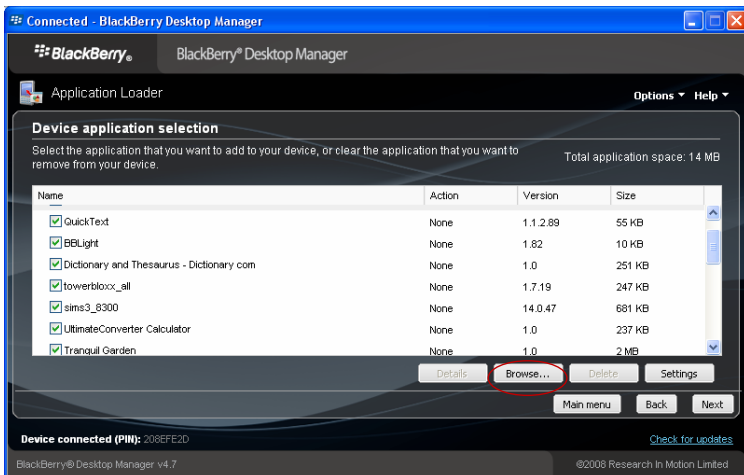 Connected - BlackBerry Desktop Manager
BlackBerry® BlackBerry® Desktop Manager
Application Loader Options Help
Device application selection
Select the application that you want to add to your device, or clear the application that you want to
remove from your device.
Total application space: 14 MB
Name Action Version Size
QuickText None 1.1.2.89 55 KB
BBLight None 1.82 10 KB
Dictionary and Thesaurus - Dictionary com None 1.0 251 KB
towerbloxx_all None 1.7.19 247 KB
sims3_8300 None 14.0.47 681 KB
UltimateConverter Calculator None 1.0 237 KB
Tranquil Garden None 1.0 2 MB
Details Browse... Delete Settings
Main menu Back Next
Device connected (PIN): 208EFE2D Check for updates
BlackBerry® Desktop Manager v4.7 ©2008 Research In Motion Limited